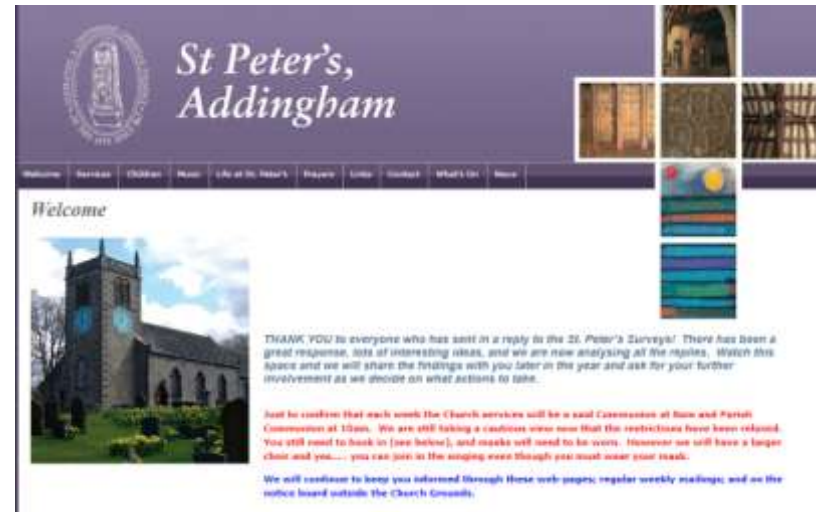 St Peter's,
Addingham
Welcome Services Children Music Life at St. Peter's Prayers Links Contact What's On News
Welcome
THANK YOU to everyone who has sent in a reply to the St. Peter's Surveys! There has been a
great response, lots of interesting ideas, and we are now analysing all the replies. Watch this
space and we will share the findings with you later in the year and ask for your further
involvement as we decide on what actions to take.
Just to confirm that each week the Church services will be a said Communion at 8am and Parish
Communion at 10am. We are still taking a cautious view now that the restrictions have been relaxed.
You still need to book in (see below), and masks will need to be worn. However we will have a larger
choir and yes..... you can join in the singing even though you must wear your mask.
We will continue to keep you informed through these web pages; regular weekly mailings; and on the
notice board outside the Church Grounds.